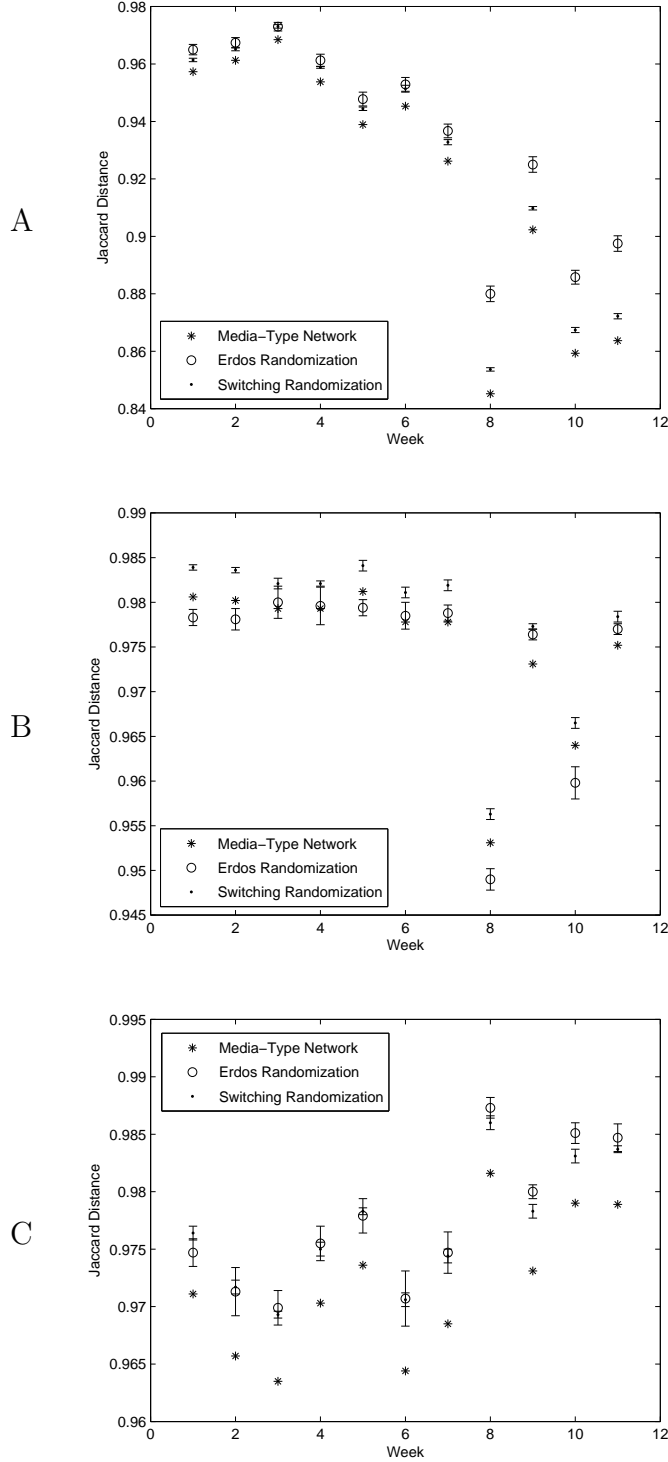 A
0.98
0.96
0.94
0.92
0.9
0.88
0.86
0.84
Jaccard Distance
Media−Type Network
Erdos Randomization
Switching Randomization
0 2 4 6 8 10 12
Week
B
0.99
0.985
0.98
0.975
0.97
0.965
0.96
0.955
0.95
0.945
Jaccard Distance
Media−Type Network
Erdos Randomization
Switching Randomization
0 2 4 6 8 10 12
Week
C
0.995
0.99
0.985
0.98
0.975
0.97
0.965
0.96
Jaccard Distance
Media−Type Network
Erdos Randomization
Switching Randomization
0 2 4 6 8 10 12
Week